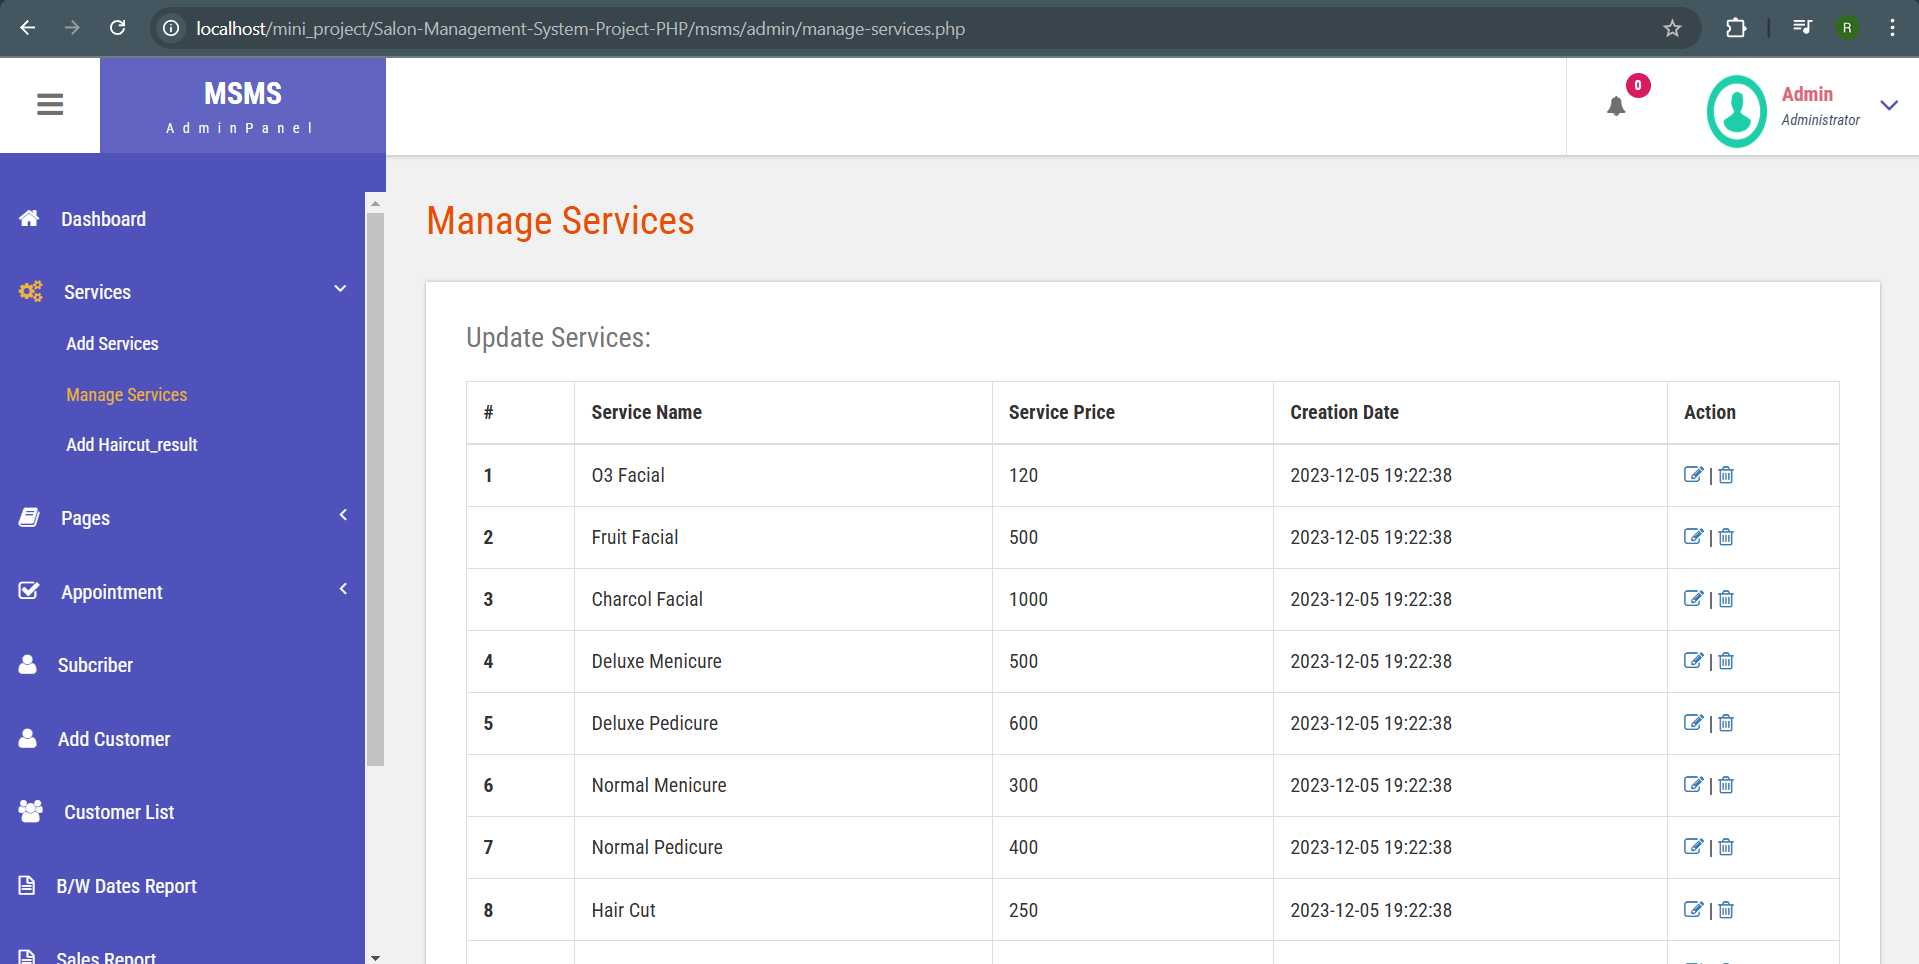 localhost/mini_project/Salon-Management-System-Project-PHP/msms/admin/manage-services.php
R
MSMS
AdminPanel
0
Admin
Administrator
Dashboard
Services
Add Services
Manage Services
Add Haircut_result
Pages
Appointment
Subcriber
Add Customer
Customer List
B/W Dates Report
Sales Report
Manage Services
Update Services:
# Service Name Service Price Creation Date Action
1 O3 Facial 120 2023-12-05 19:22:38 |
2 Fruit Facial 500 2023-12-05 19:22:38 |
3 Charcol Facial 1000 2023-12-05 19:22:38 |
4 Deluxe Menicure 500 2023-12-05 19:22:38 |
5 Deluxe Pedicure 600 2023-12-05 19:22:38 |
6 Normal Menicure 300 2023-12-05 19:22:38 |
7 Normal Pedicure 400 2023-12-05 19:22:38 |
8 Hair Cut 250 2023-12-05 19:22:38 |